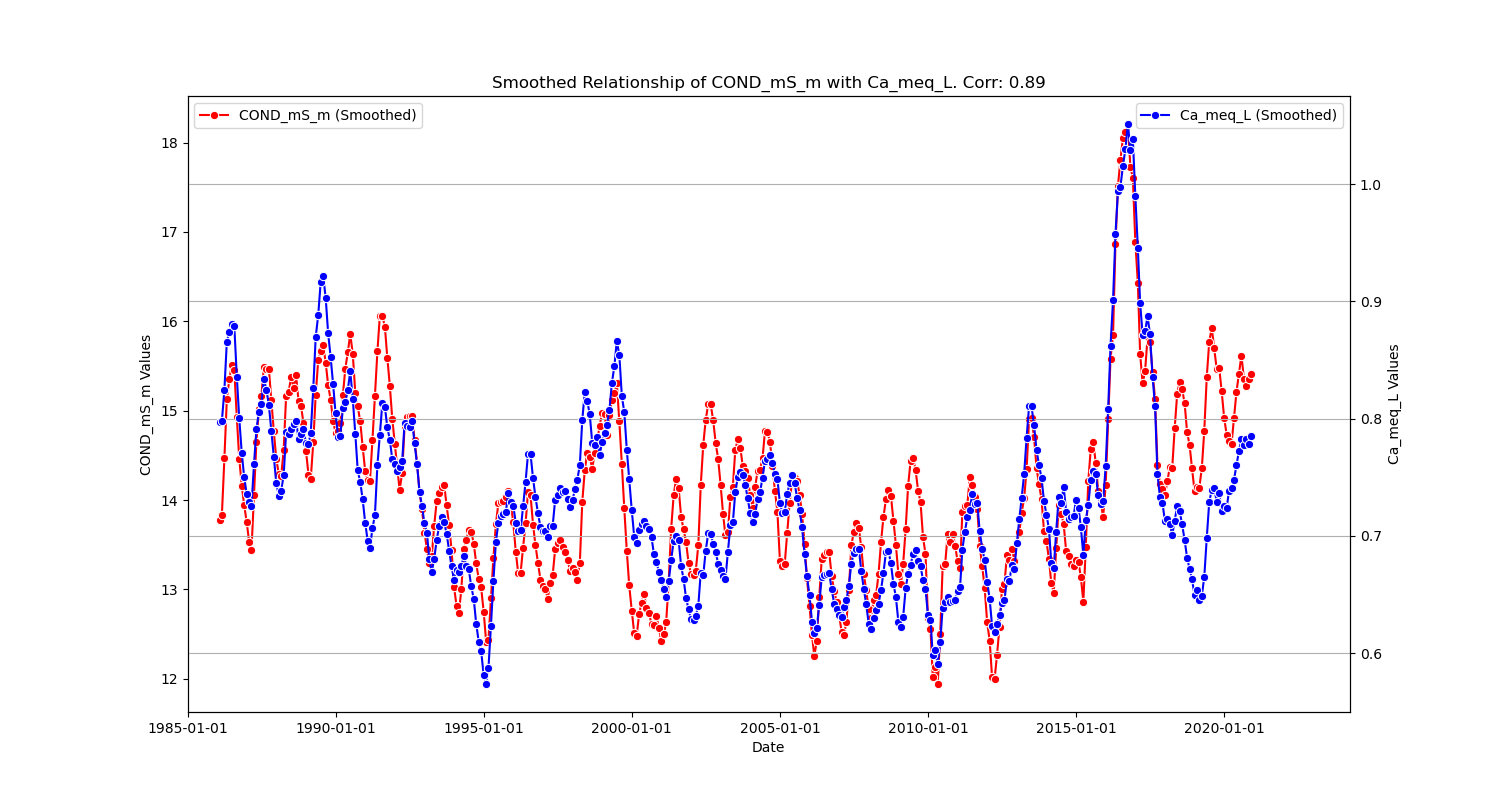 Smoothed Relationship of COND_mS_m with Ca_meq_L. Corr: 0.89
COND_mS_m (Smoothed)
Ca_meq_L (Smoothed)
18
17
16
15
14
13
12
COND_mS_m Values
1.0
0.9
0.8
0.7
0.6
Ca_meq_L Values
1985-01-01 1990-01-01 1995-01-01 2000-01-01 2005-01-01 2010-01-01 2015-01-01 2020-01-01
Date